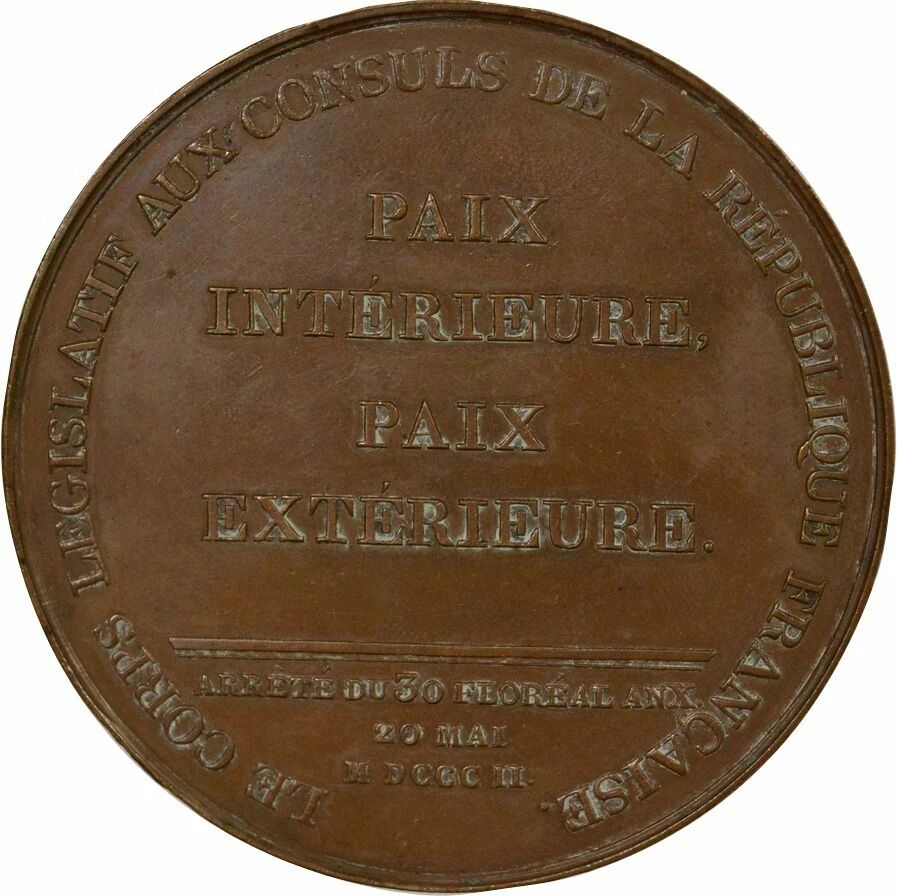 LE CORPS LEGISLATIF AUX CONSULS DE LA RÉPUBLIQUE FRANÇAISE.
PAIX
INTÉRIEURE,
PAIX
EXTÉRIEURE.
ARRÊTÉ DU 30 FLORÉAL AN X.
20 MAI
M DCCC II.